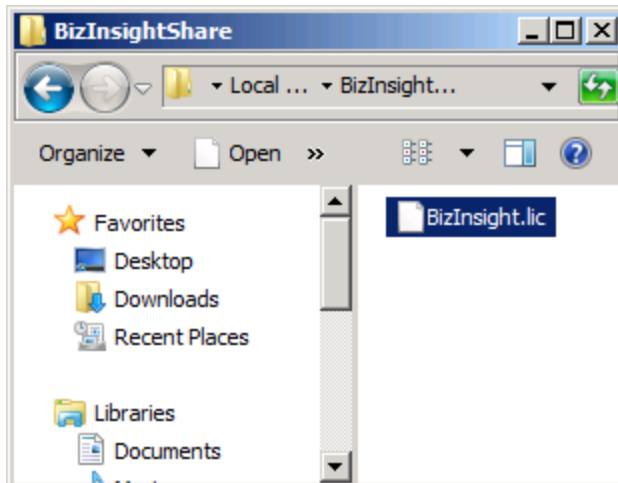 BizInsightShare
Local ... BizInsight...
Organize Open »
BizInsight.lic
Favorites
Desktop
Downloads
Recent Places
Libraries
Documents